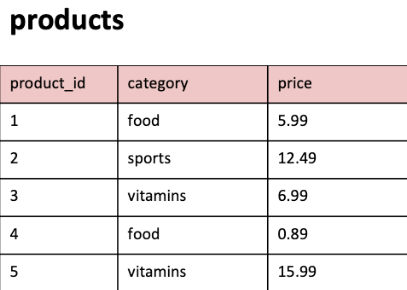 products
product_id category price
1 food 5.99
2 sports 12.49
3 vitamins 6.99
4 food 0.89
5 vitamins 15.99